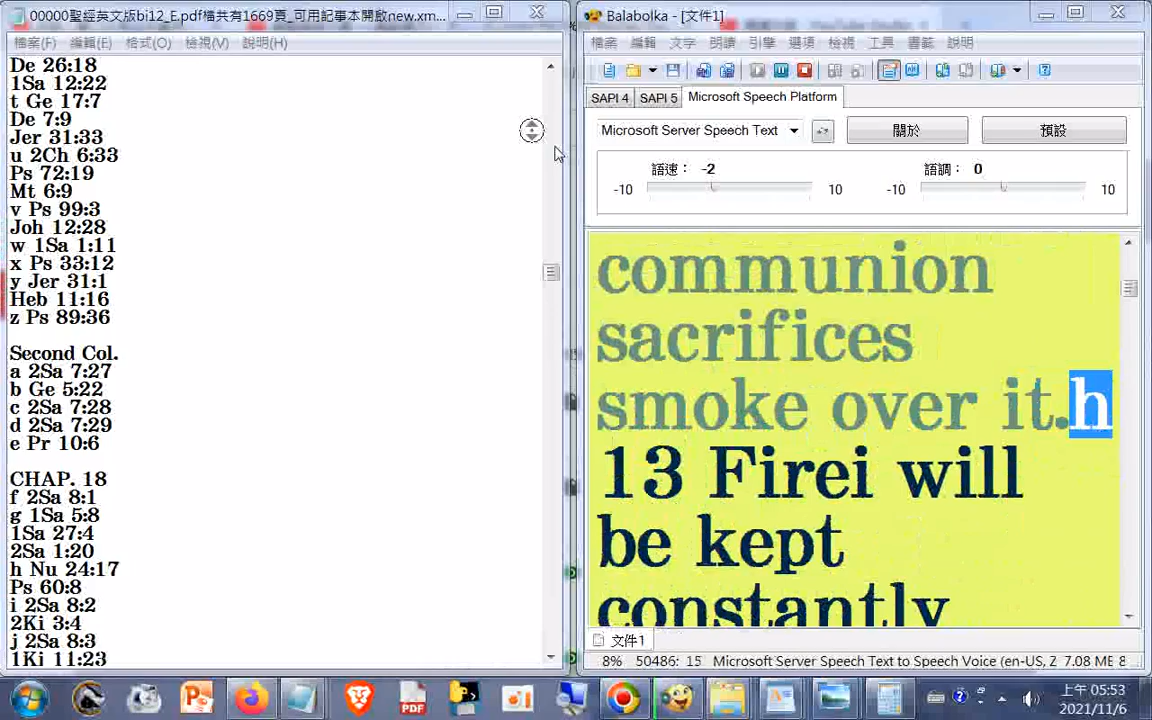 00000聖經英文版bi12_E.pdf檔共有1669頁_可用記事本開啟new.xm...
檔案(F) 編輯(E) 格式(O) 檢視(V) 說明(H)
De 26:18
1Sa 12:22
t Ge 17:7
De 7:9
Jer 31:33
u 2Ch 6:33
Ps 72:19
Mt 6:9
v Ps 99:3
Joh 12:28
w 1Sa 1:11
x Ps 33:12
y Jer 31:1
Heb 11:16
z Ps 89:36
Second Col.
a 2Sa 7:27
b Ge 5:22
c 2Sa 7:28
d 2Sa 7:29
e Pr 10:6
CHAP. 18
f 2Sa 8:1
g 1Sa 5:8
1Sa 27:4
2Sa 1:20
h Nu 24:17
Ps 60:8
i 2Sa 8:2
2Ki 3:4
j 2Sa 8:3
1Ki 11:23
Balabolka - [文件1]
檔案 編輯 文字 朗讀 引擎 選項 檢視 工具 書籤 說明
SAPI 4 SAPI 5 Microsoft Speech Platform
Microsoft Server Speech Text 關於 預設
語速： -2 語調： 0
-10 10 -10 10
communion
sacrifices
smoke over it.h
13 Firei will
be kept
constantly
文件1
8% 50486: 15 Microsoft Server Speech Text to Speech Voice (en-US, Z 7.08 ME 8
PDF
上午 05:53
2021/11/6